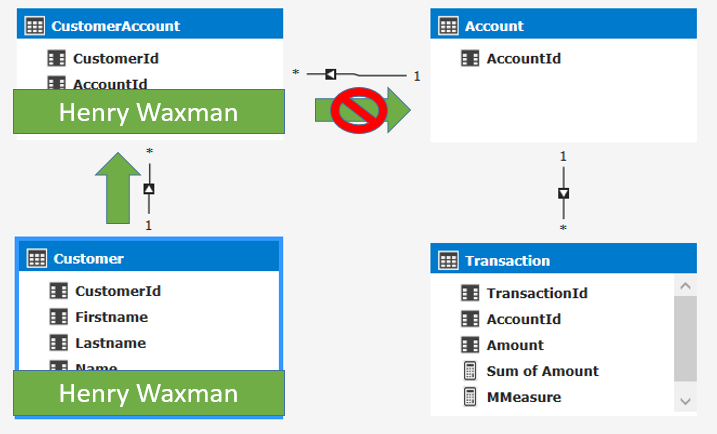 CustomerAccount
CustomerId
AccountId
Henry Waxman
* 1
Account
AccountId
*
1
1
*
Customer
CustomerId
Firstname
Lastname
Name
Henry Waxman
Transaction
TransactionId
AccountId
Amount
Sum of Amount
MMeasure